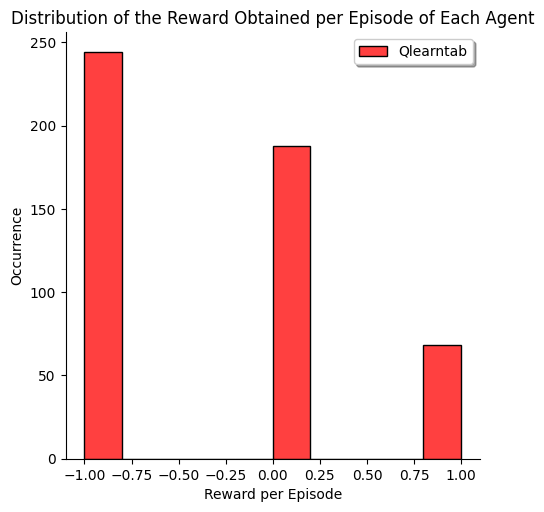 Distribution of the Reward Obtained per Episode of Each Agent
Qlearntab
250
200
150
100
50
0
Occurrence
−1.00 −0.75 −0.50 −0.25 0.00 0.25 0.50 0.75 1.00
Reward per Episode